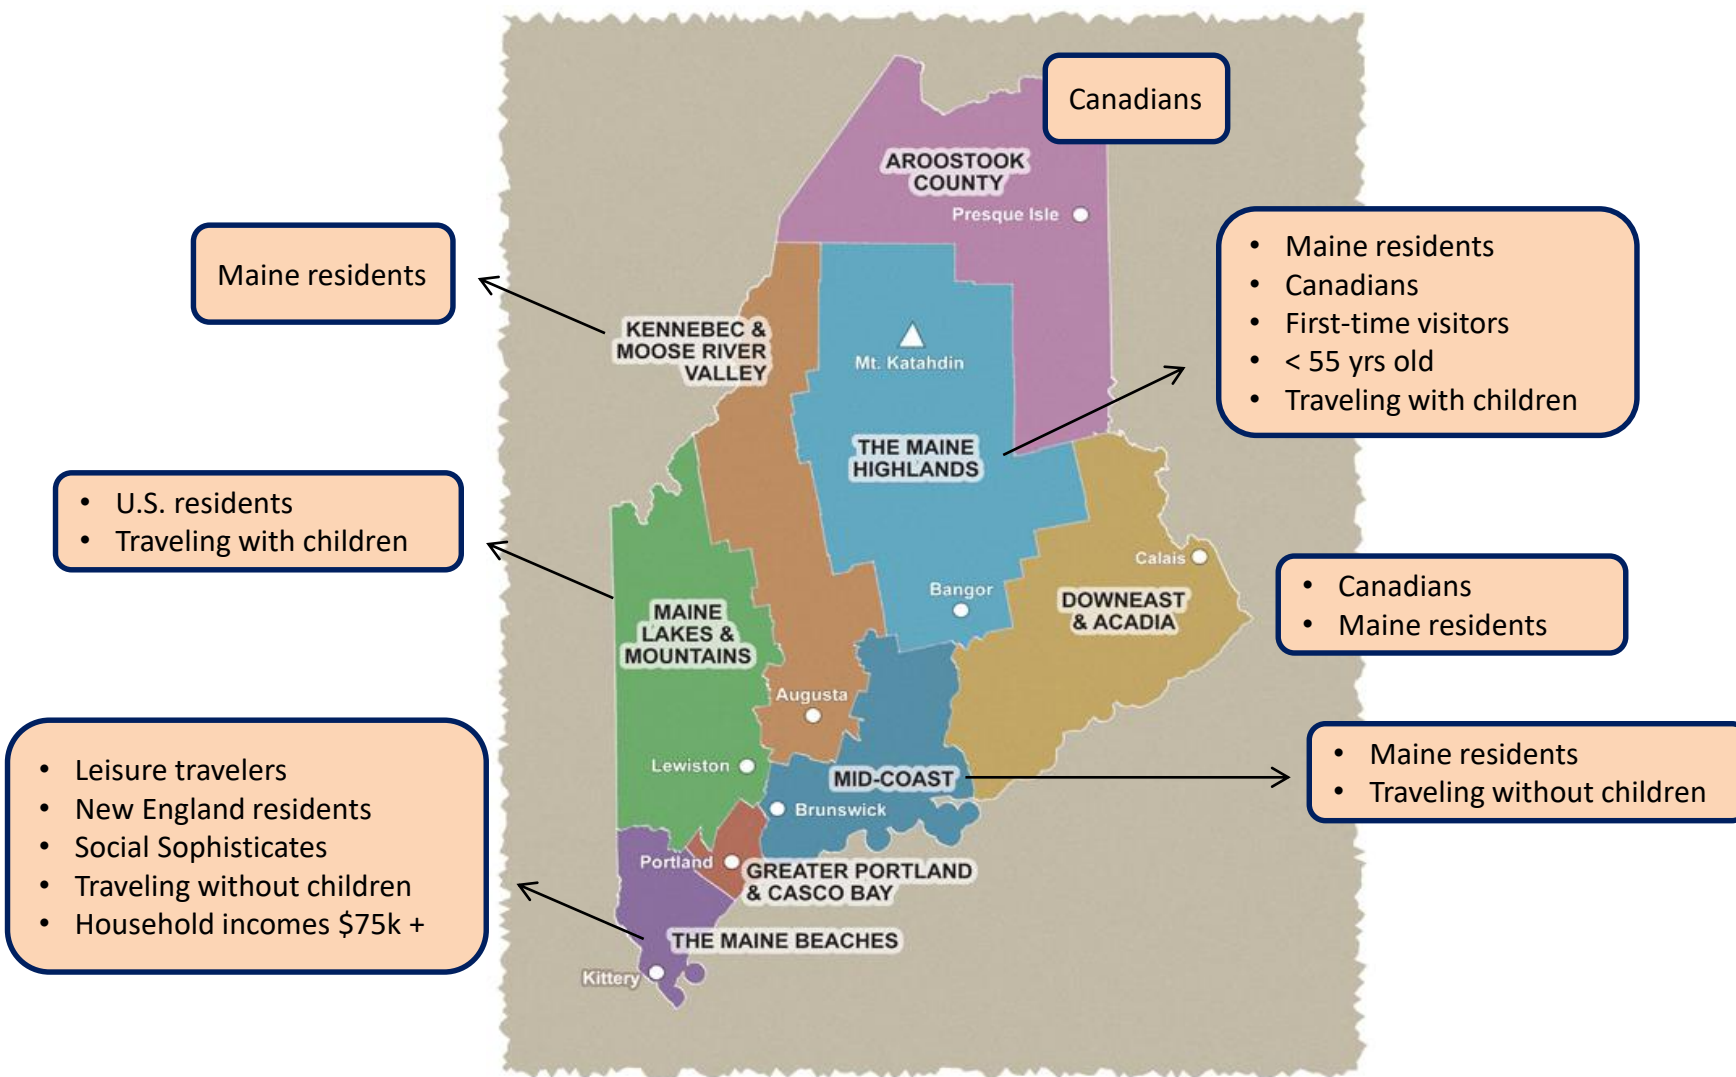 Canadians
AROOSTOOK
COUNTY
Presque Isle
Maine residents
• Maine residents
• Canadians
• First-time visitors
• < 55 yrs old
• Traveling with children
KENNEBEC &
MOOSE RIVER
VALLEY
Mt. Katahdin
THE MAINE
HIGHLANDS
• U.S. residents
• Traveling with children
Calais
Bangor
DOWNEAST
& ACADIA
• Canadians
• Maine residents
MAINE
LAKES &
MOUNTAINS
Augusta
Lewiston
MID-COAST
Brunswick
• Maine residents
• Traveling without children
• Leisure travelers
• New England residents
• Social Sophisticates
• Traveling without children
• Household incomes $75k +
Portland
GREATER PORTLAND
& CASCO BAY
THE MAINE BEACHES
Kittery